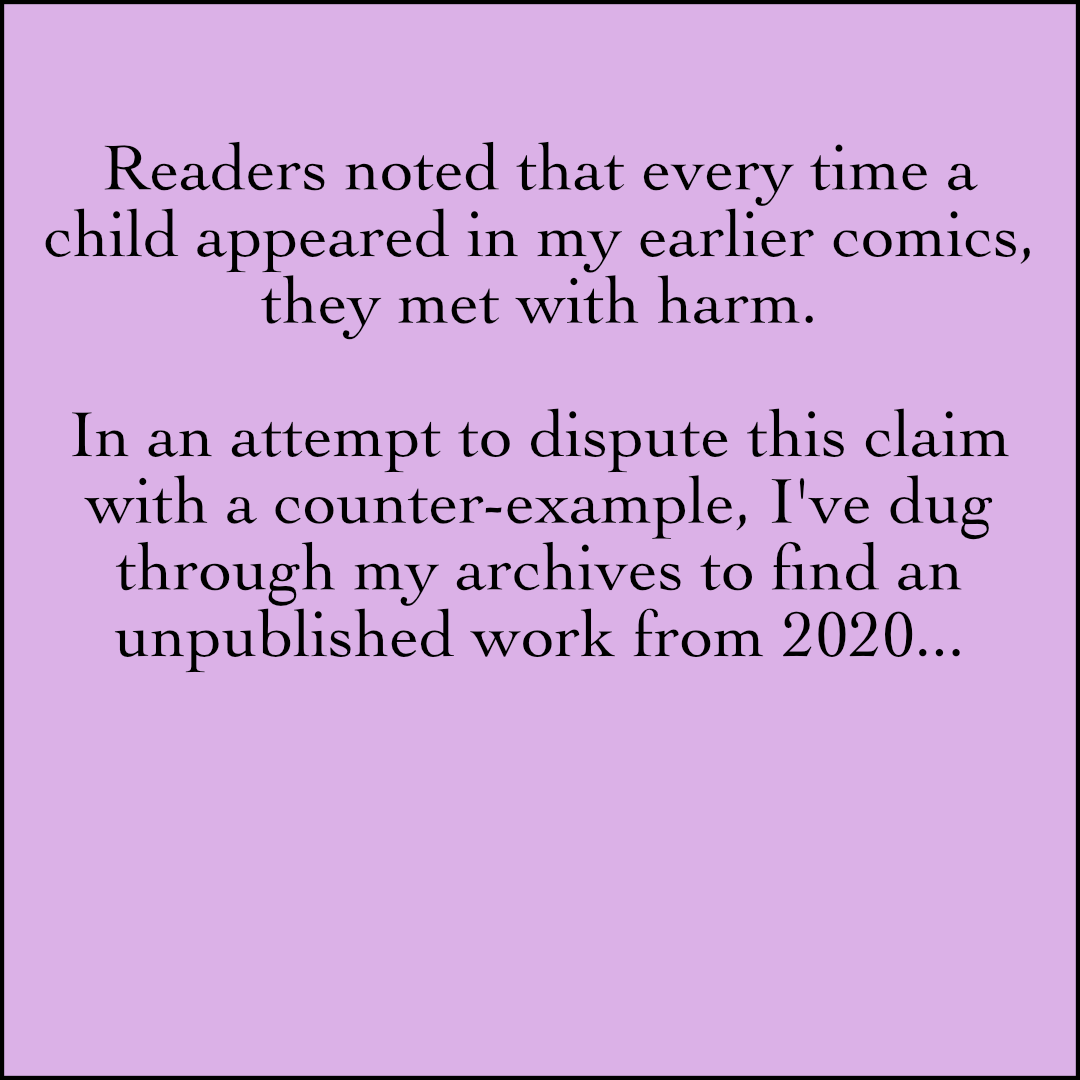 Readers noted that every time a
child appeared in my earlier comics,
they met with harm.
In an attempt to dispute this claim
with a counter-example, I've dug
through my archives to find an
unpublished work from 2020...